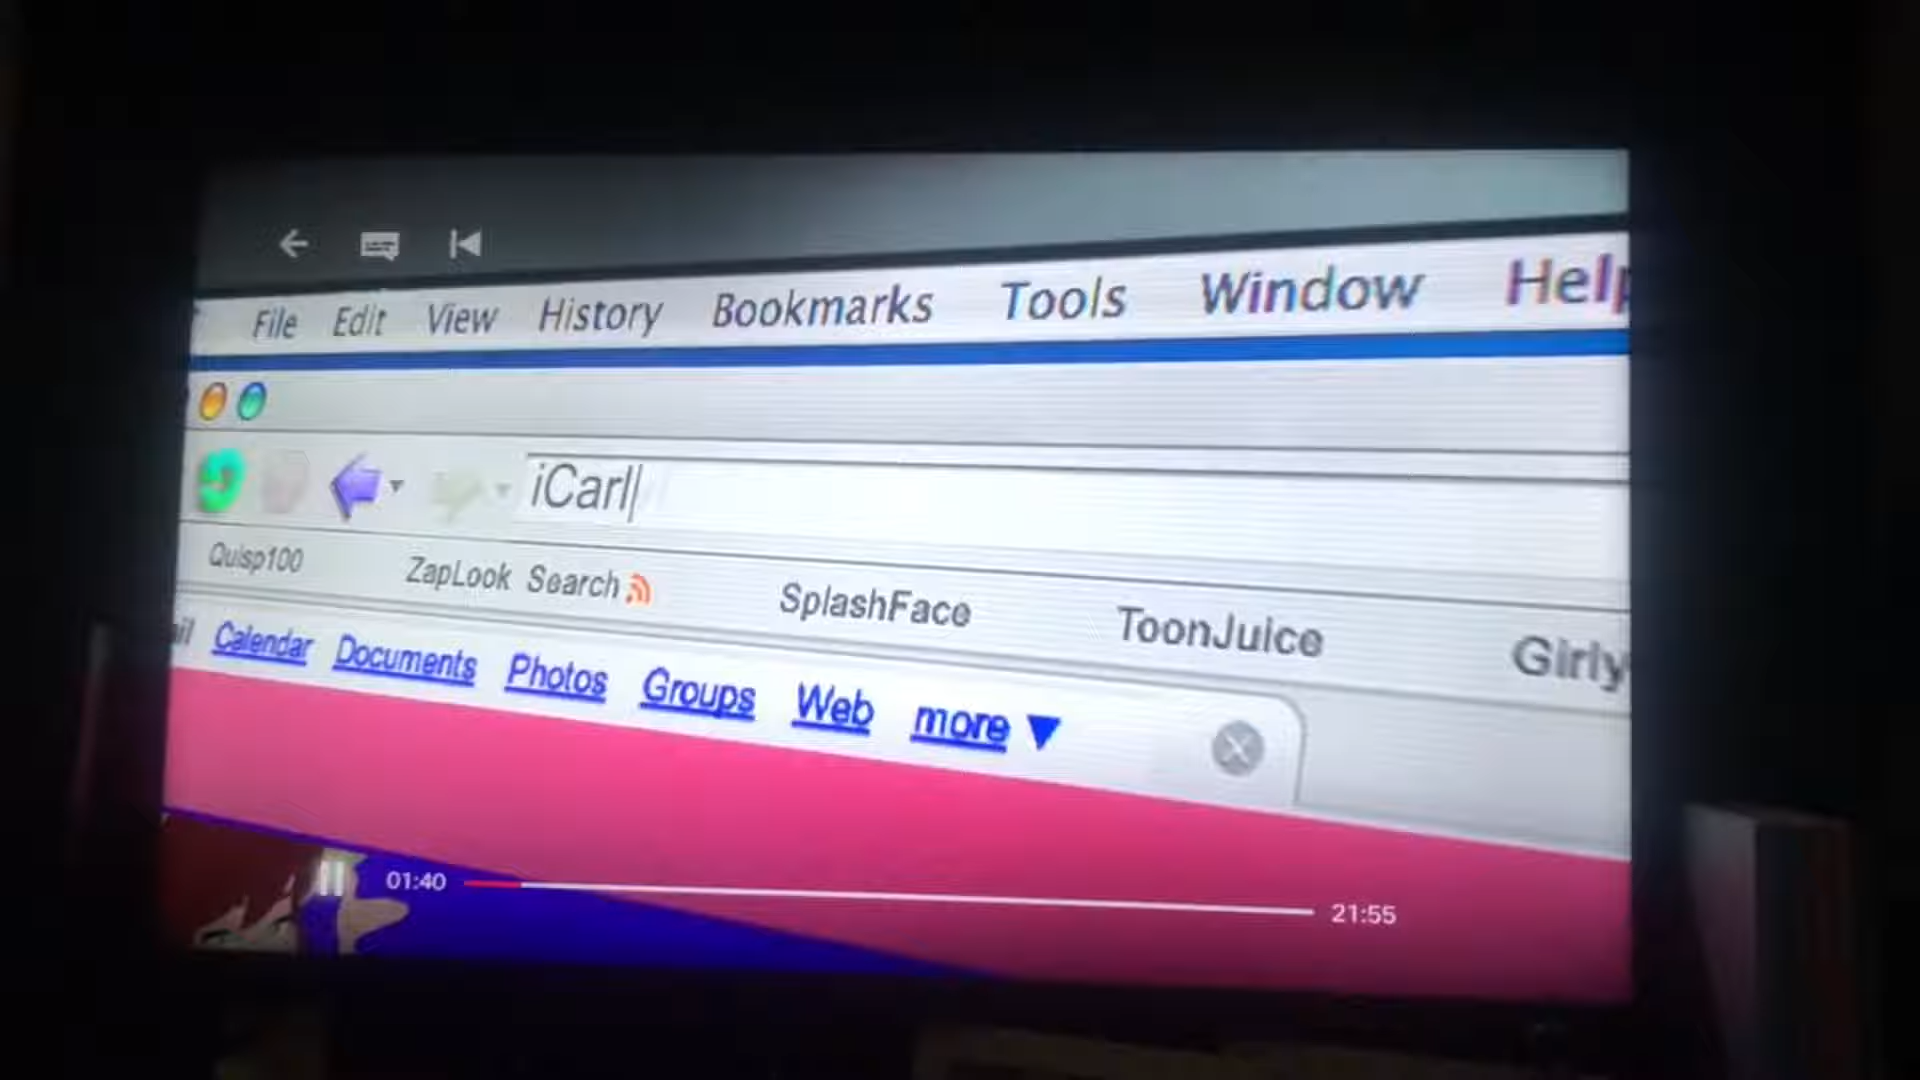 File Edit View History Bookmarks Tools Window Help
iCarl
Quisp100 ZapLook Search SplashFace ToonJuice Girly
Calendar Documents Photos Groups Web more
01:40 21:55